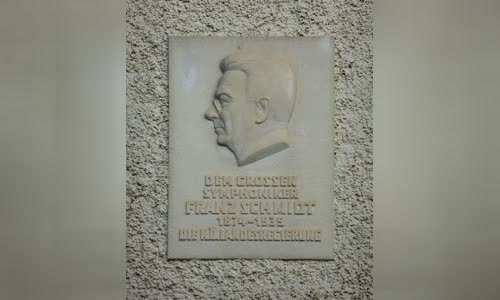 DEM GROSSEN
SYMPHONIKER
FRANZ SCHMIDT
1874–1939
DIE NÖ. LANDESREGIERUNG